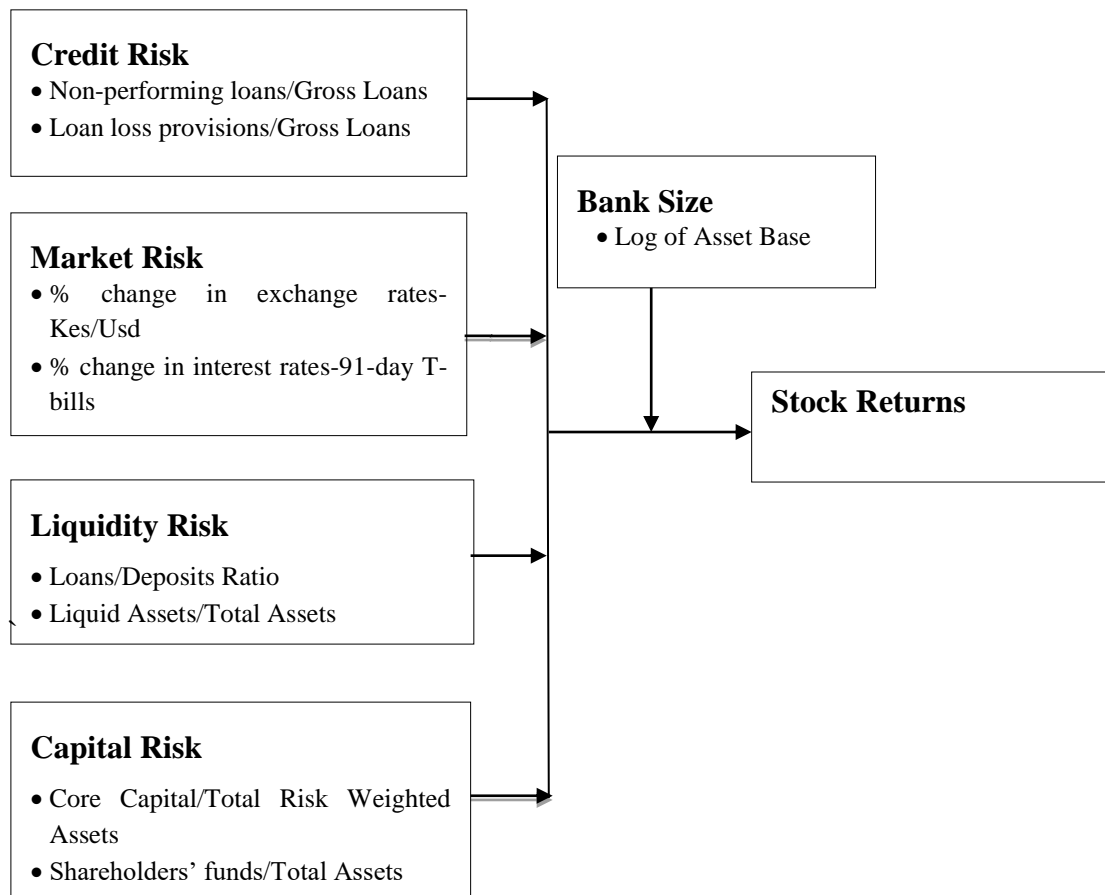 Credit Risk
• Non-performing loans/Gross Loans
• Loan loss provisions/Gross Loans
Bank Size
• Log of Asset Base
Market Risk
• % change in exchange rates-
Kes/Usd
• % change in interest rates-91-day T-
bills
Stock Returns
Liquidity Risk
• Loans/Deposits Ratio
• Liquid Assets/Total Assets
`
Capital Risk
• Core Capital/Total Risk Weighted
Assets
• Shareholders’ funds/Total Assets